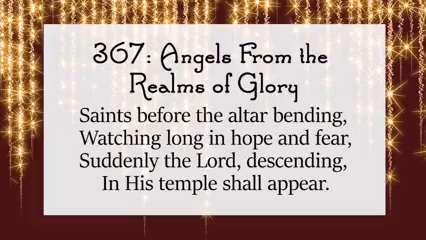 367: Angels From the
Realms of Glory
Saints before the altar bending,
Watching long in hope and fear,
Suddenly the Lord, descending,
In His temple shall appear.